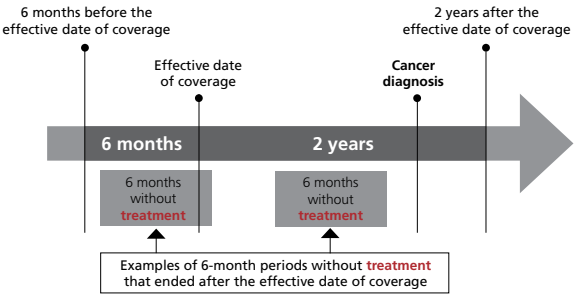 6 months before the
effective date of coverage
2 years after the
effective date of coverage
Effective date
of coverage
Cancer
diagnosis
6 months
2 years
6 months
without
treatment
6 months
without
treatment
Examples of 6-month periods without treatment
that ended after the effective date of coverage